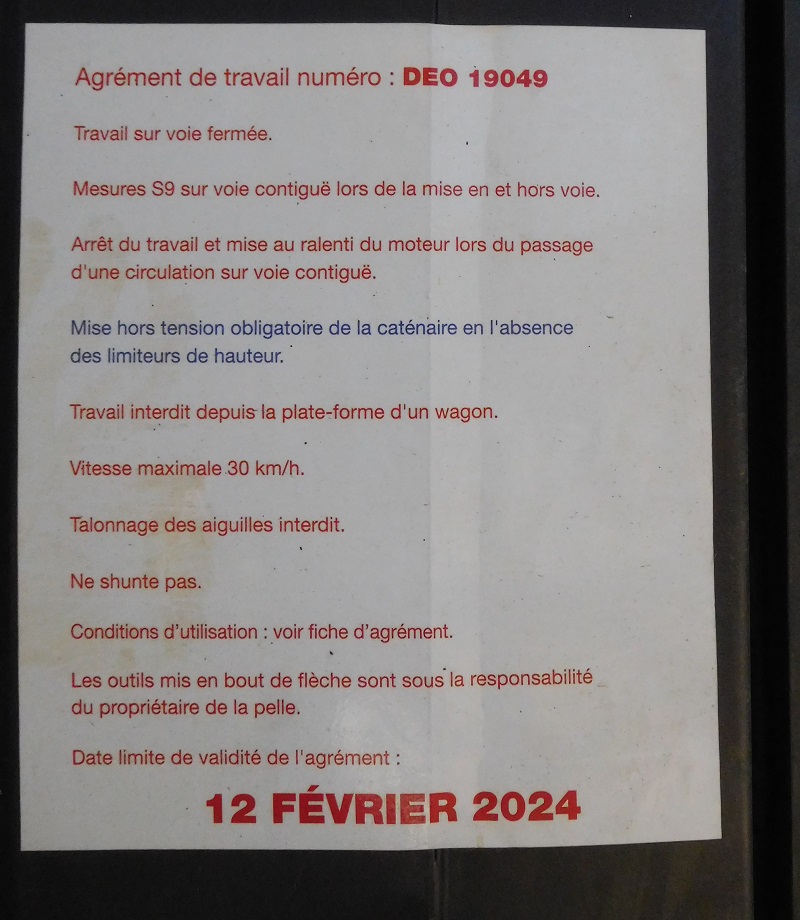 Agrément de travail numéro : DEO 19049
Travail sur voie fermée.
Mesures S9 sur voie contiguë lors de la mise en et hors voie.
Arrêt du travail et mise au ralenti du moteur lors du passage
d'une circulation sur voie contiguë.
Mise hors tension obligatoire de la caténaire en l'absence
des limiteurs de hauteur.
Travail interdit depuis la plate-forme d'un wagon.
Vitesse maximale 30 km/h.
Talonnage des aiguilles interdit.
Ne shunte pas.
Conditions d'utilisation : voir fiche d'agrément.
Les outils mis en bout de flèche sont sous la responsabilité
du propriétaire de la pelle.
Date limite de validité de l'agrément :
12 FÉVRIER 2024